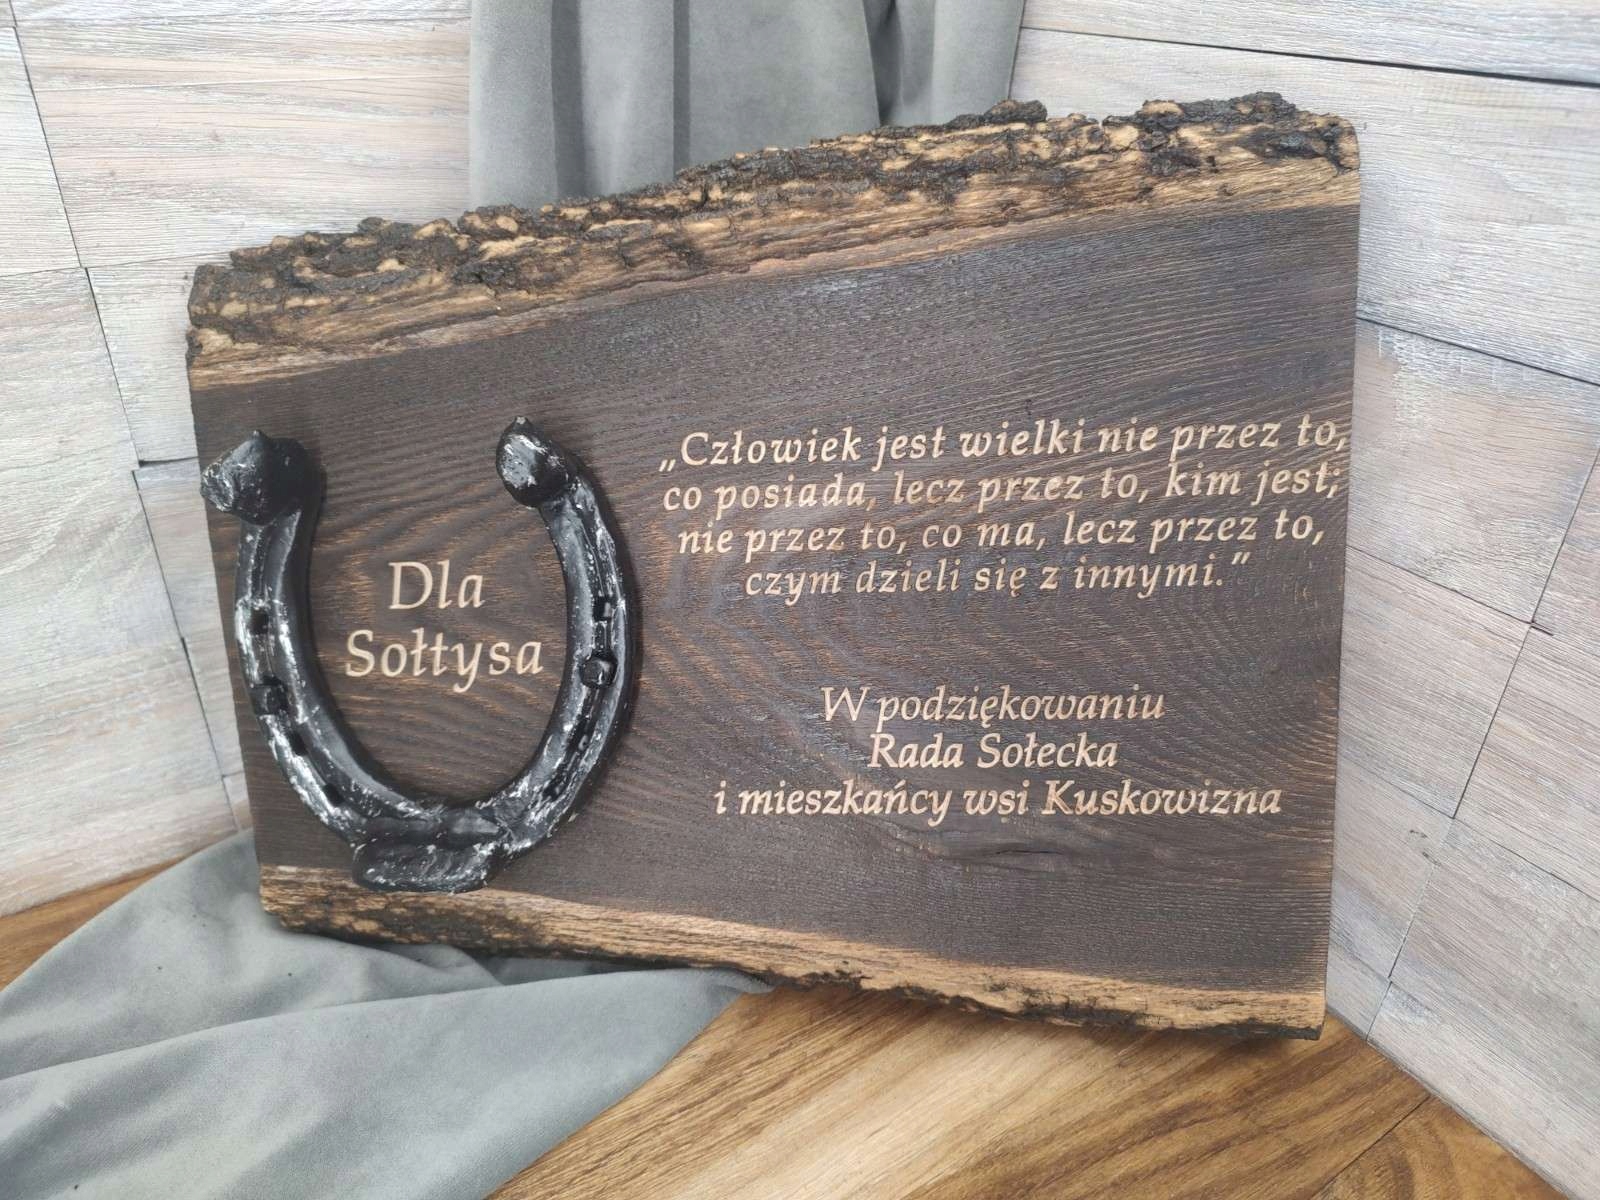 Dla
Sołtysa
„Człowiek jest wielki nie przez to,
co posiada, lecz przez to, kim jest;
nie przez to, co ma, lecz przez to,
czym dzieli się z innymi.”
W podziękowaniu
Rada Sołecka
i mieszkańcy wsi Kuskowizna